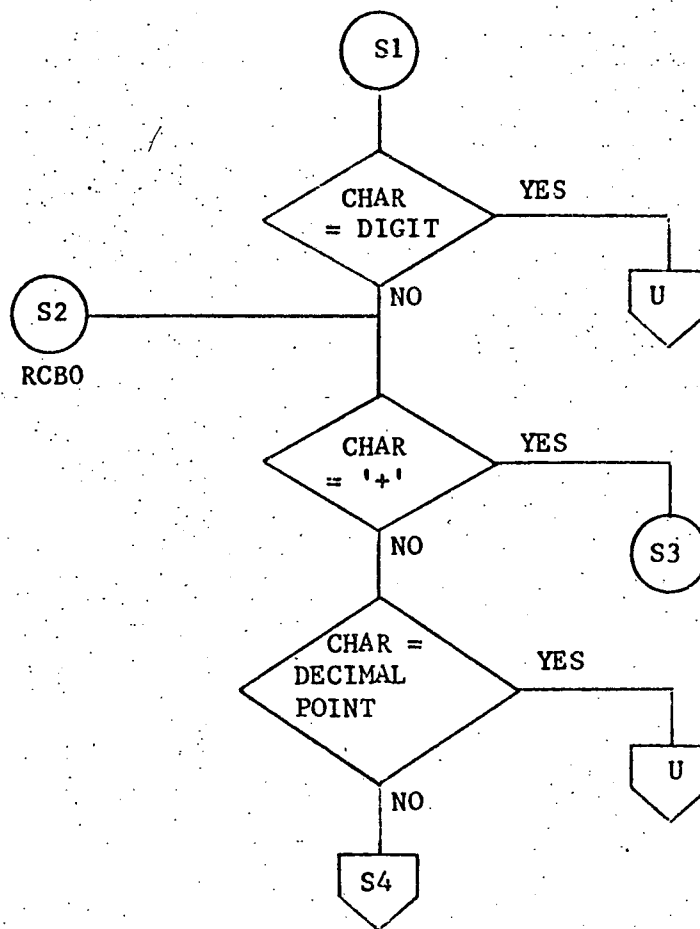 S1
CHAR
= DIGIT
YES
U
NO
S2
RCBO
CHAR
= '+'
YES
S3
NO
CHAR =
DECIMAL
POINT
YES
U
NO
S4